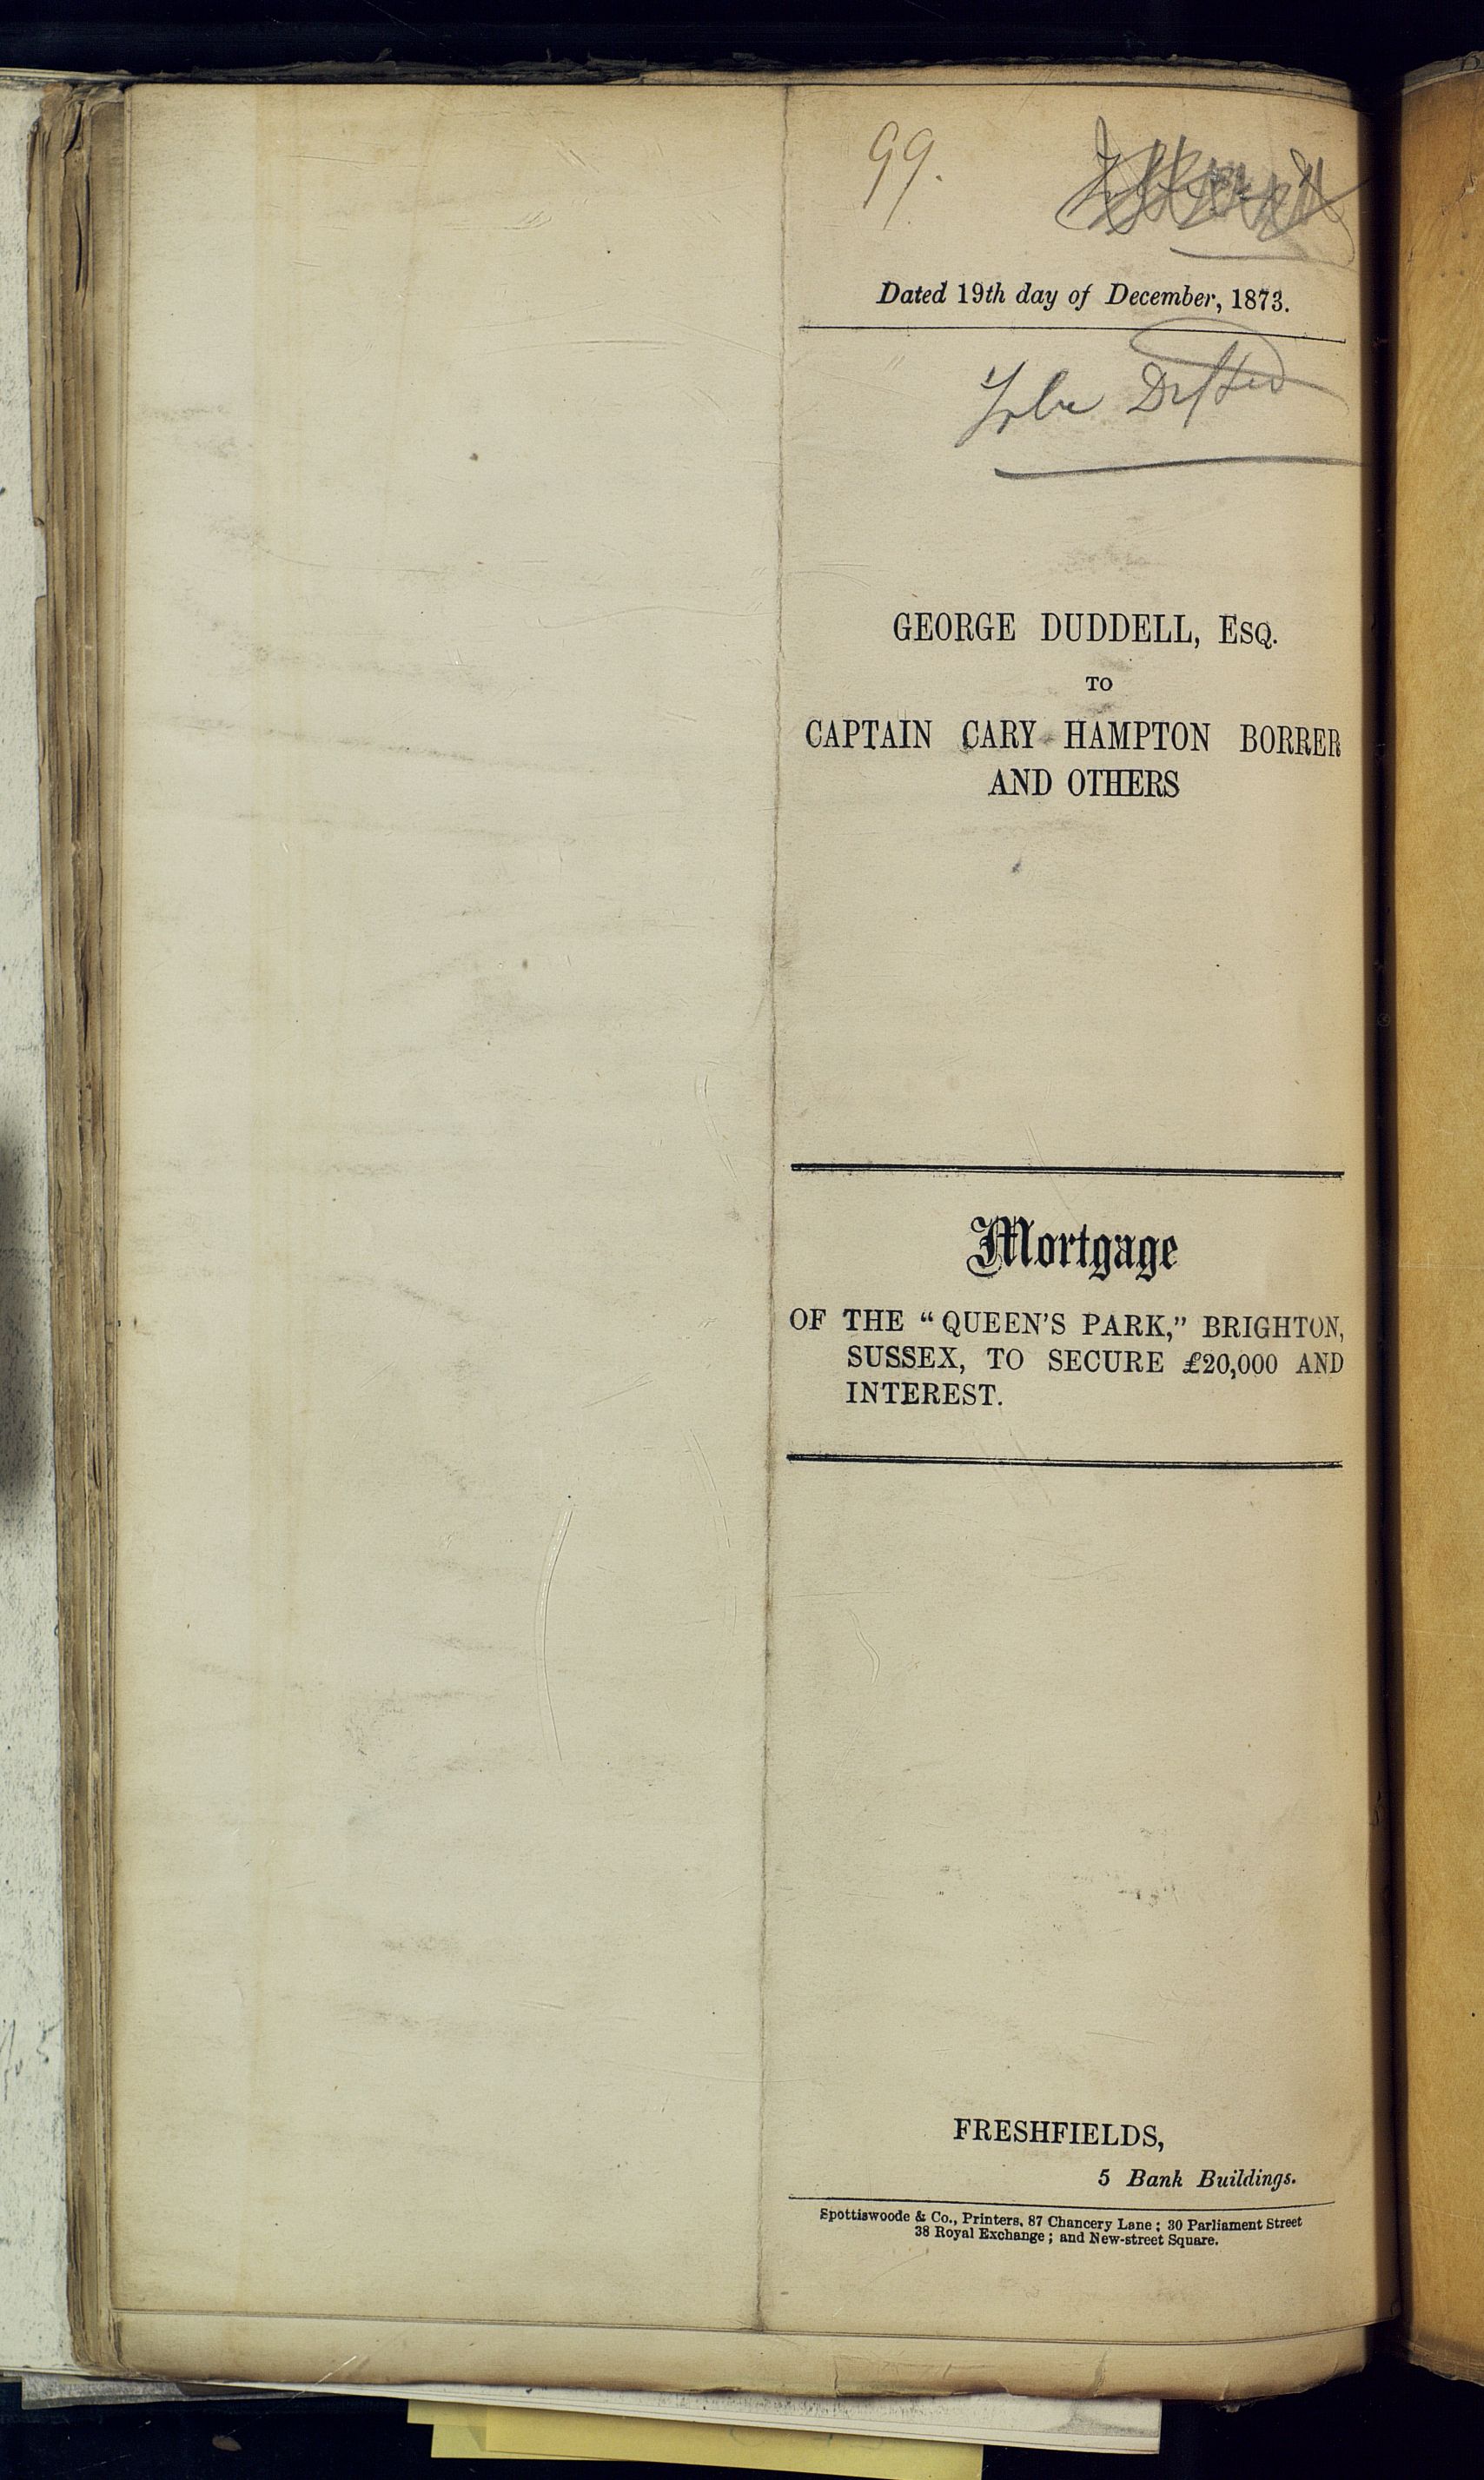 99.
Dated 19th day of December, 1873.
GEORGE DUDDELL, ESQ.
TO
CAPTAIN CARY HAMPTON BORRER
AND OTHERS
Mortgage
OF THE “QUEEN'S PARK,” BRIGHTON,
SUSSEX, TO SECURE £20,000 AND
INTEREST.
FRESHFIELDS,
5 Bank Buildings.
Spottiswoode & Co., Printers, 87 Chancery Lane; 30 Parliament Street
38 Royal Exchange; and New-street Square.